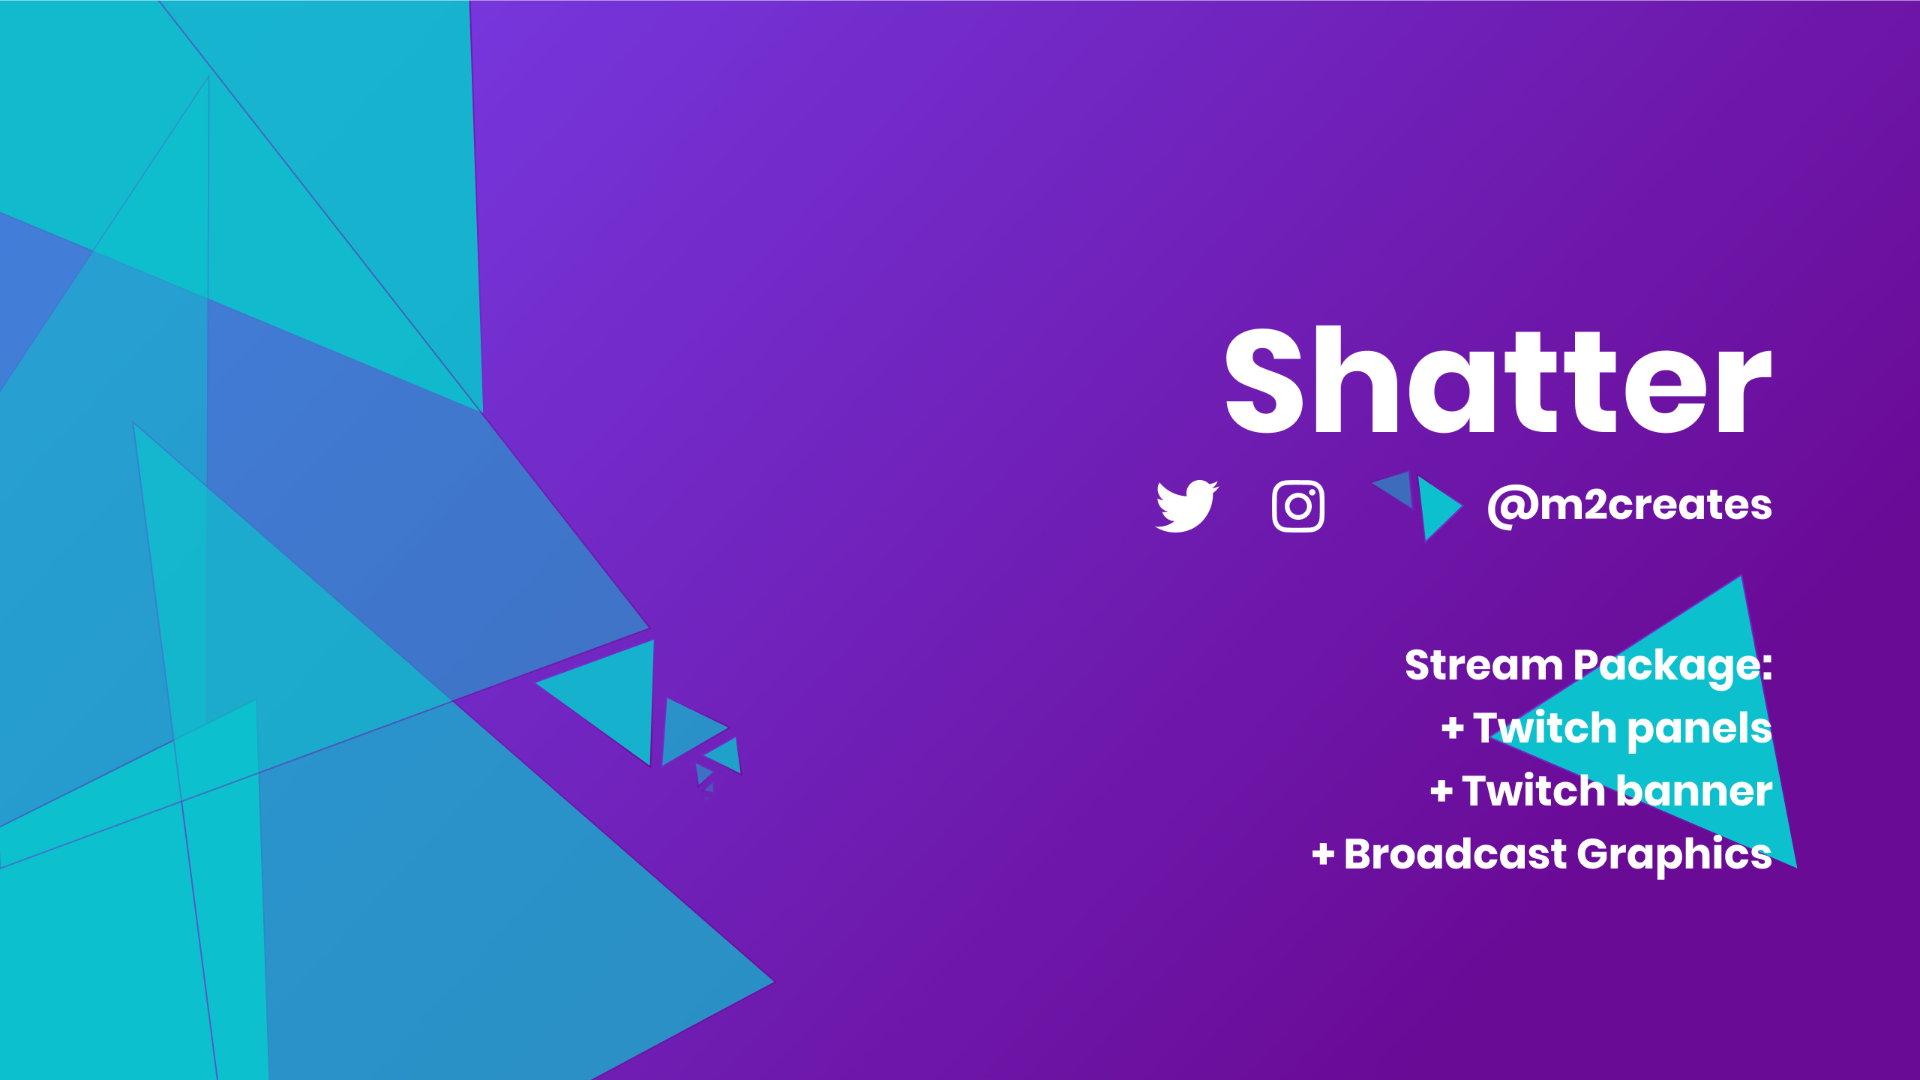 Shatter
@m2creates
Stream Package:
+ Twitch panels
+ Twitch banner
+ Broadcast Graphics